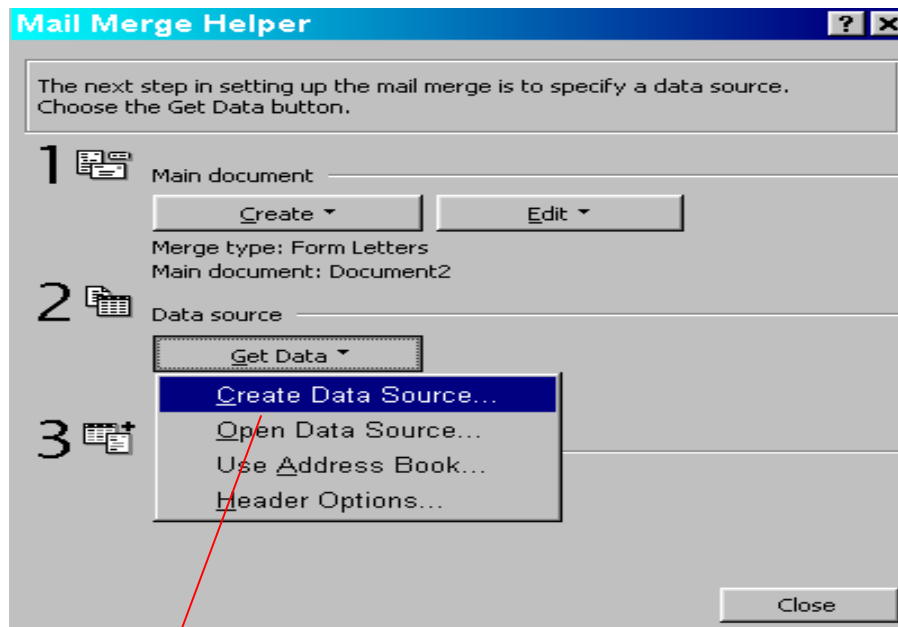 Mail Merge Helper
The next step in setting up the mail merge is to specify a data source.
Choose the Get Data button.
1
Main document
Create
Edit
Merge type: Form Letters
Main document: Document2
2
Data source
Get Data
Create Data Source...
Open Data Source...
3
Use Address Book...
Header Options...
Close